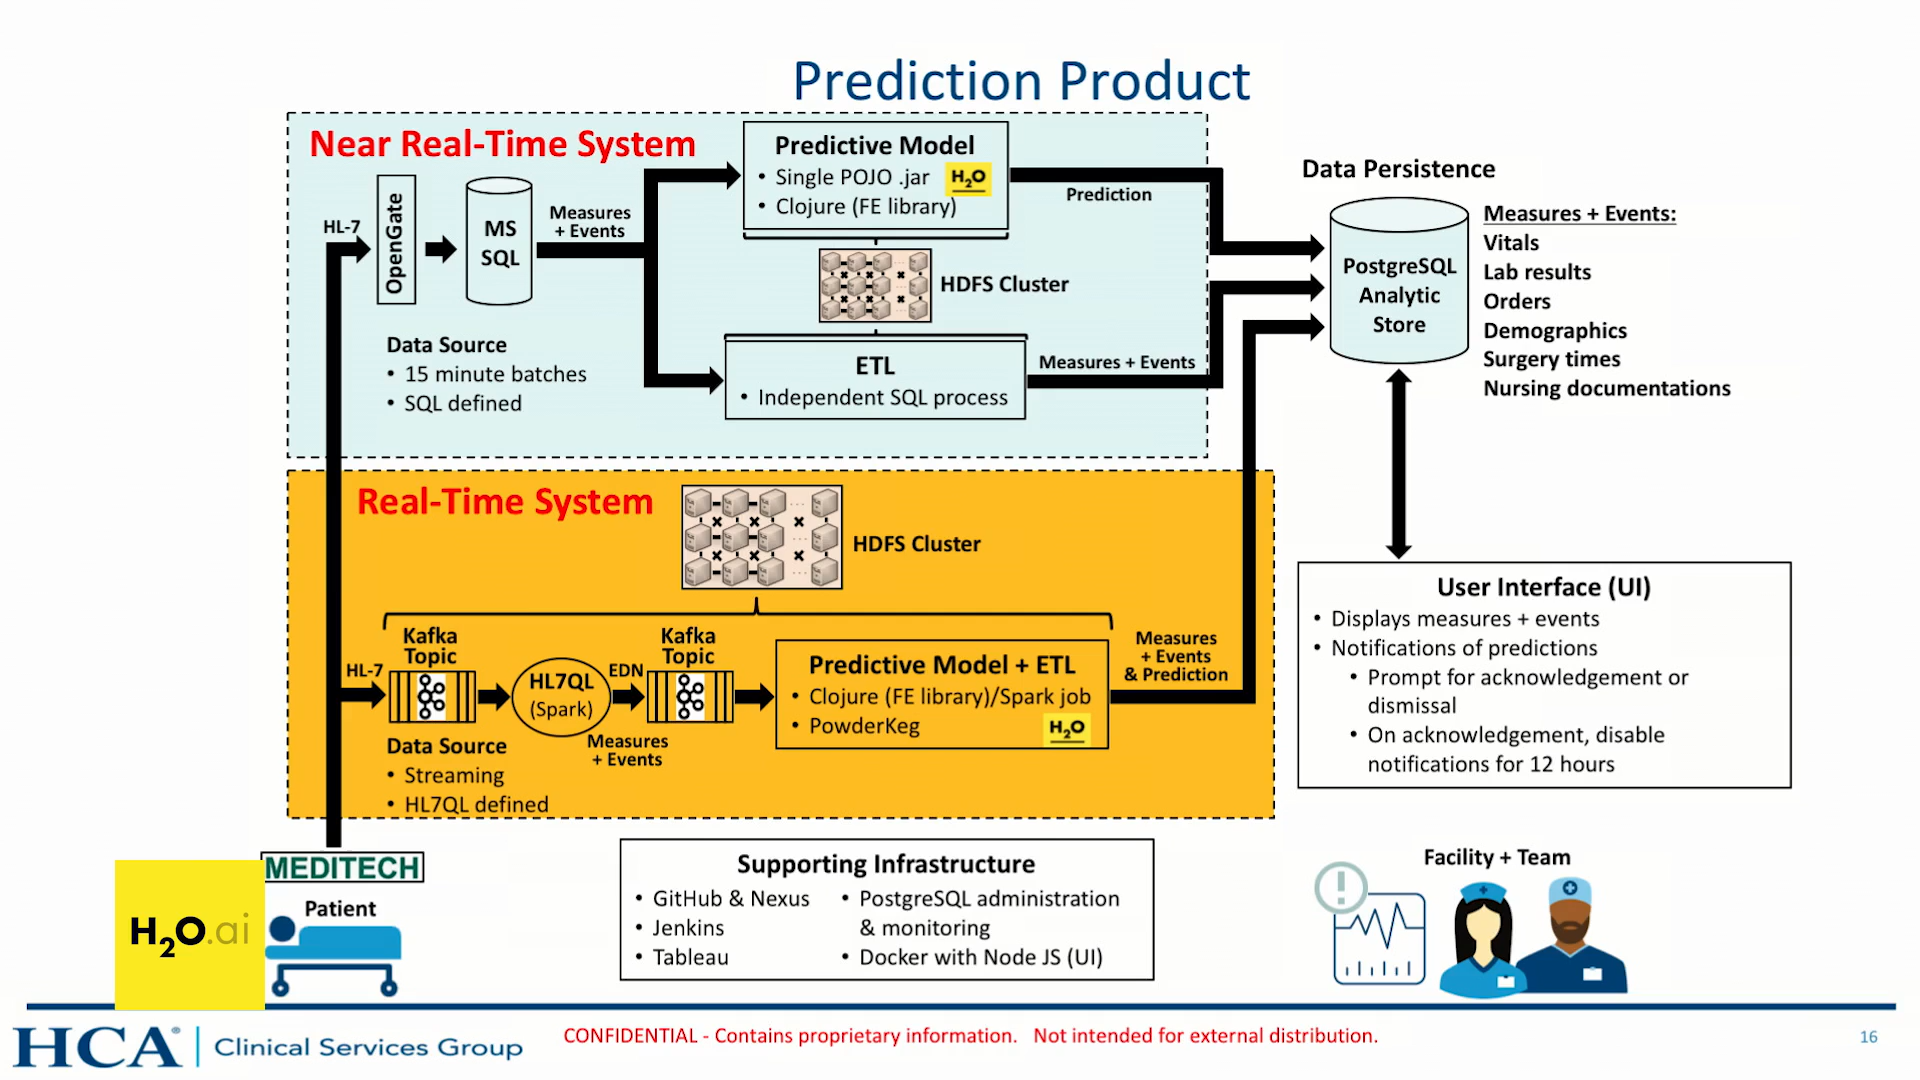 Prediction Product
Near Real-Time System
HL-7
OpenGate
MS
SQL
Measures
+ Events
Data Source
• 15 minute batches
• SQL defined
Predictive Model
• Single POJO .jar
H₂O
• Clojure (FE library)
HDFS Cluster
ETL
• Independent SQL process
Prediction
Measures + Events
Data Persistence
PostgreSQL
Analytic
Store
Measures + Events:
Vitals
Lab results
Orders
Demographics
Surgery times
Nursing documentations
Real-Time System
HDFS Cluster
HL-7
Kafka
Topic
HL7QL
(Spark)
EDN
Measures
+ Events
Kafka
Topic
Data Source
• Streaming
• HL7QL defined
Predictive Model + ETL
• Clojure (FE library)/Spark job
• PowderKeg
H₂O
Measures
+ Events
& Prediction
User Interface (UI)
• Displays measures + events
• Notifications of predictions
• Prompt for acknowledgement or
dismissal
• On acknowledgement, disable
notifications for 12 hours
MEDITECH
Patient
H₂O.ai
Supporting Infrastructure
• GitHub & Nexus
• Jenkins
• Tableau
• PostgreSQL administration
& monitoring
• Docker with Node JS (UI)
Facility + Team
HCA® | Clinical Services Group
CONFIDENTIAL - Contains proprietary information. Not intended for external distribution.
16